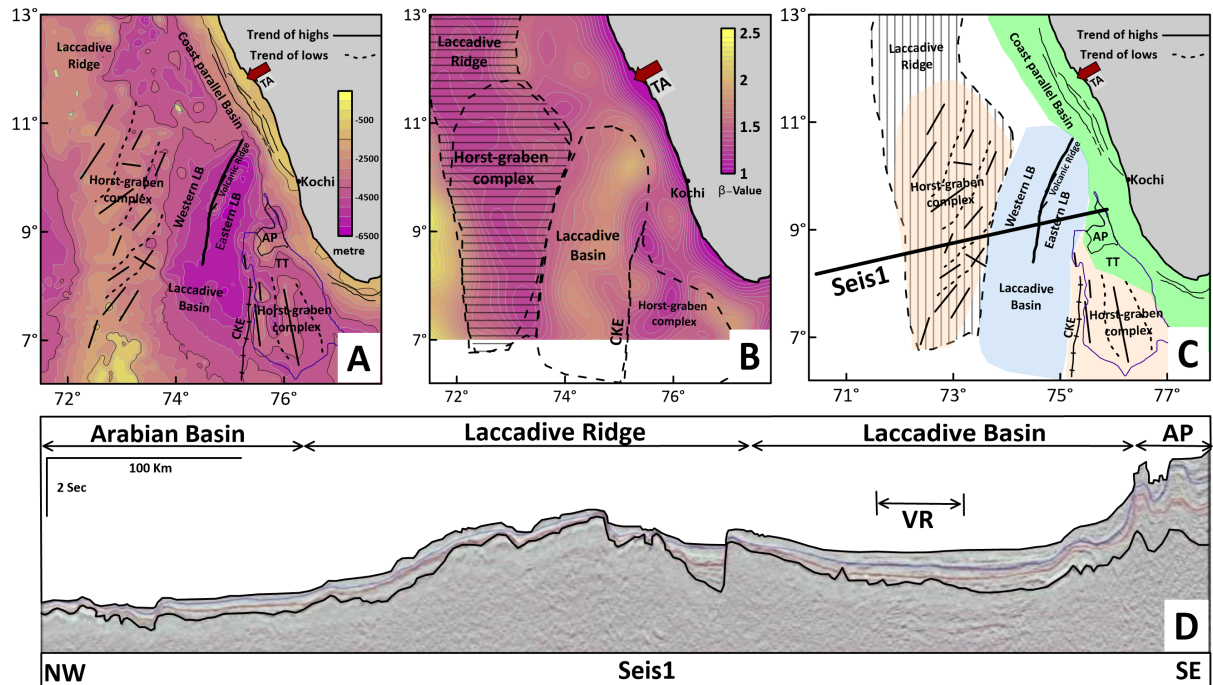 13°
11°
9°
7°
72°
74°
76°
Laccadive
Ridge
Trend of highs
Trend of lows
TA
Coast parallel Basin
-500
-2500
-4500
-6500
metre
Horst-graben
complex
Western LB
Volcanic Ridge
Eastern LB
Kochi
AP
TT
Laccadive
Basin
CKE
Horst-graben
complex
A
13°
11°
9°
7°
72°
74°
76°
Laccadive
Ridge
TA
2.5
2
1.5
1
β-Value
Horst-graben
complex
Kochi
Laccadive
Basin
CKE
Horst-graben
complex
B
13°
11°
9°
7°
71°
73°
75°
77°
Laccadive
Ridge
Trend of highs
Trend of lows
TA
Coast parallel Basin
Horst-graben
complex
Western LB
Volcanic Ridge
Eastern LB
Kochi
AP
TT
Seis1
Laccadive
Basin
CKE
Horst-graben
complex
C
Arabian Basin
Laccadive Ridge
Laccadive Basin
AP
100 Km
2 Sec
VR
D
NW
Seis1
SE